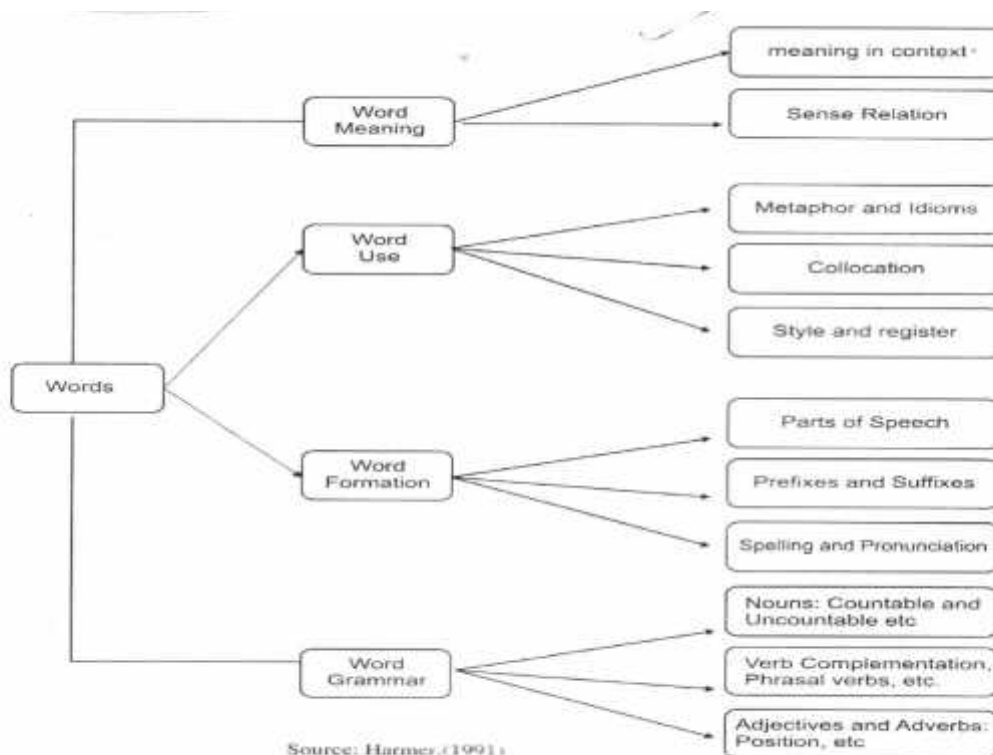 meaning in context
Word
Meaning
Sense Relation
Metaphor and Idioms
Word
Use
Collocation
Style and register
Words
Parts of Speech
Word
Formation
Prefixes and Suffixes
Spelling and Pronunciation
Nouns: Countable and
Uncountable etc
Word
Grammar
Verb Complementation,
Phrasal verbs, etc.
Adjectives and Adverbs:
Position, etc
Source: Harmer (1991)